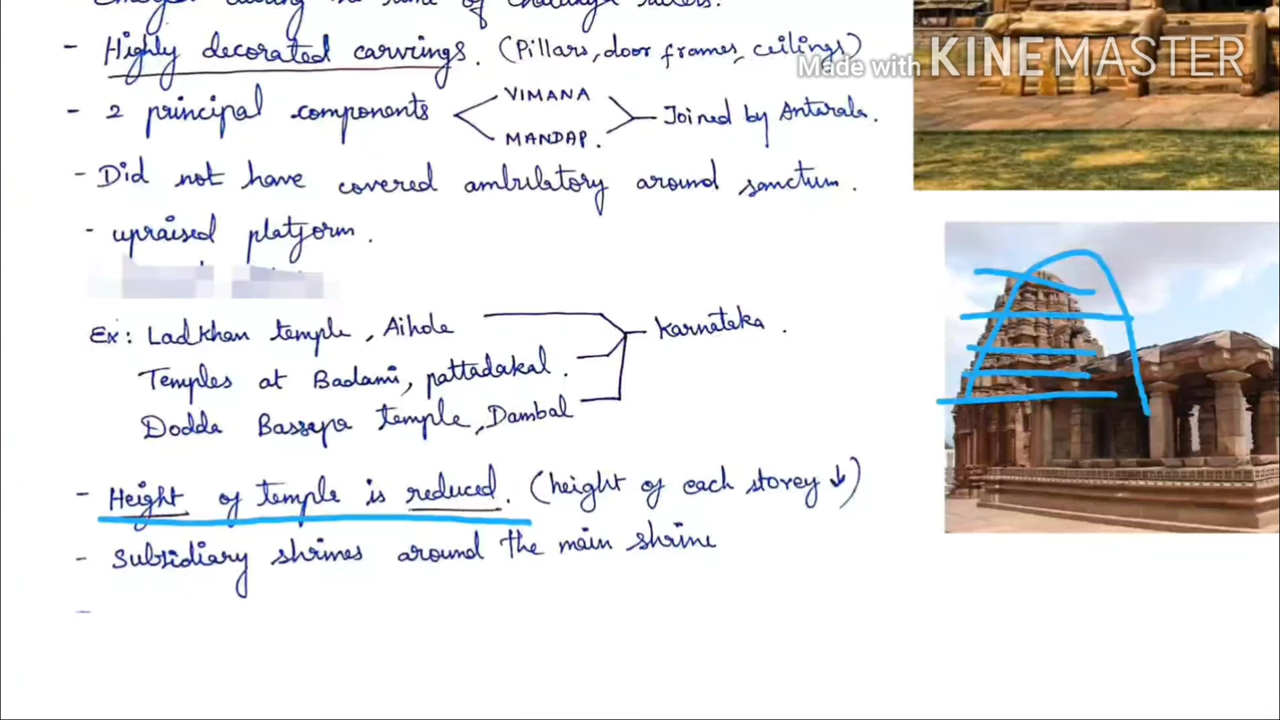 - Highly decorated carvings. (Pillars, door frames, ceilings)
Made with KINEMASTER
- 2 principal components VIMANA MANDAP. Joined by Antarala.
- Did not have covered ambulatory around sanctum.
- upraised platform.
Ex: Ladkhan temple, Aihole
Karnataka.
Temples at Badami, pattadakal.
Dodda Bassapa temple, Dambal
- Height of temple is reduced. (height of each storey ↓)
- Subsidiary shrines around the main shrine
-